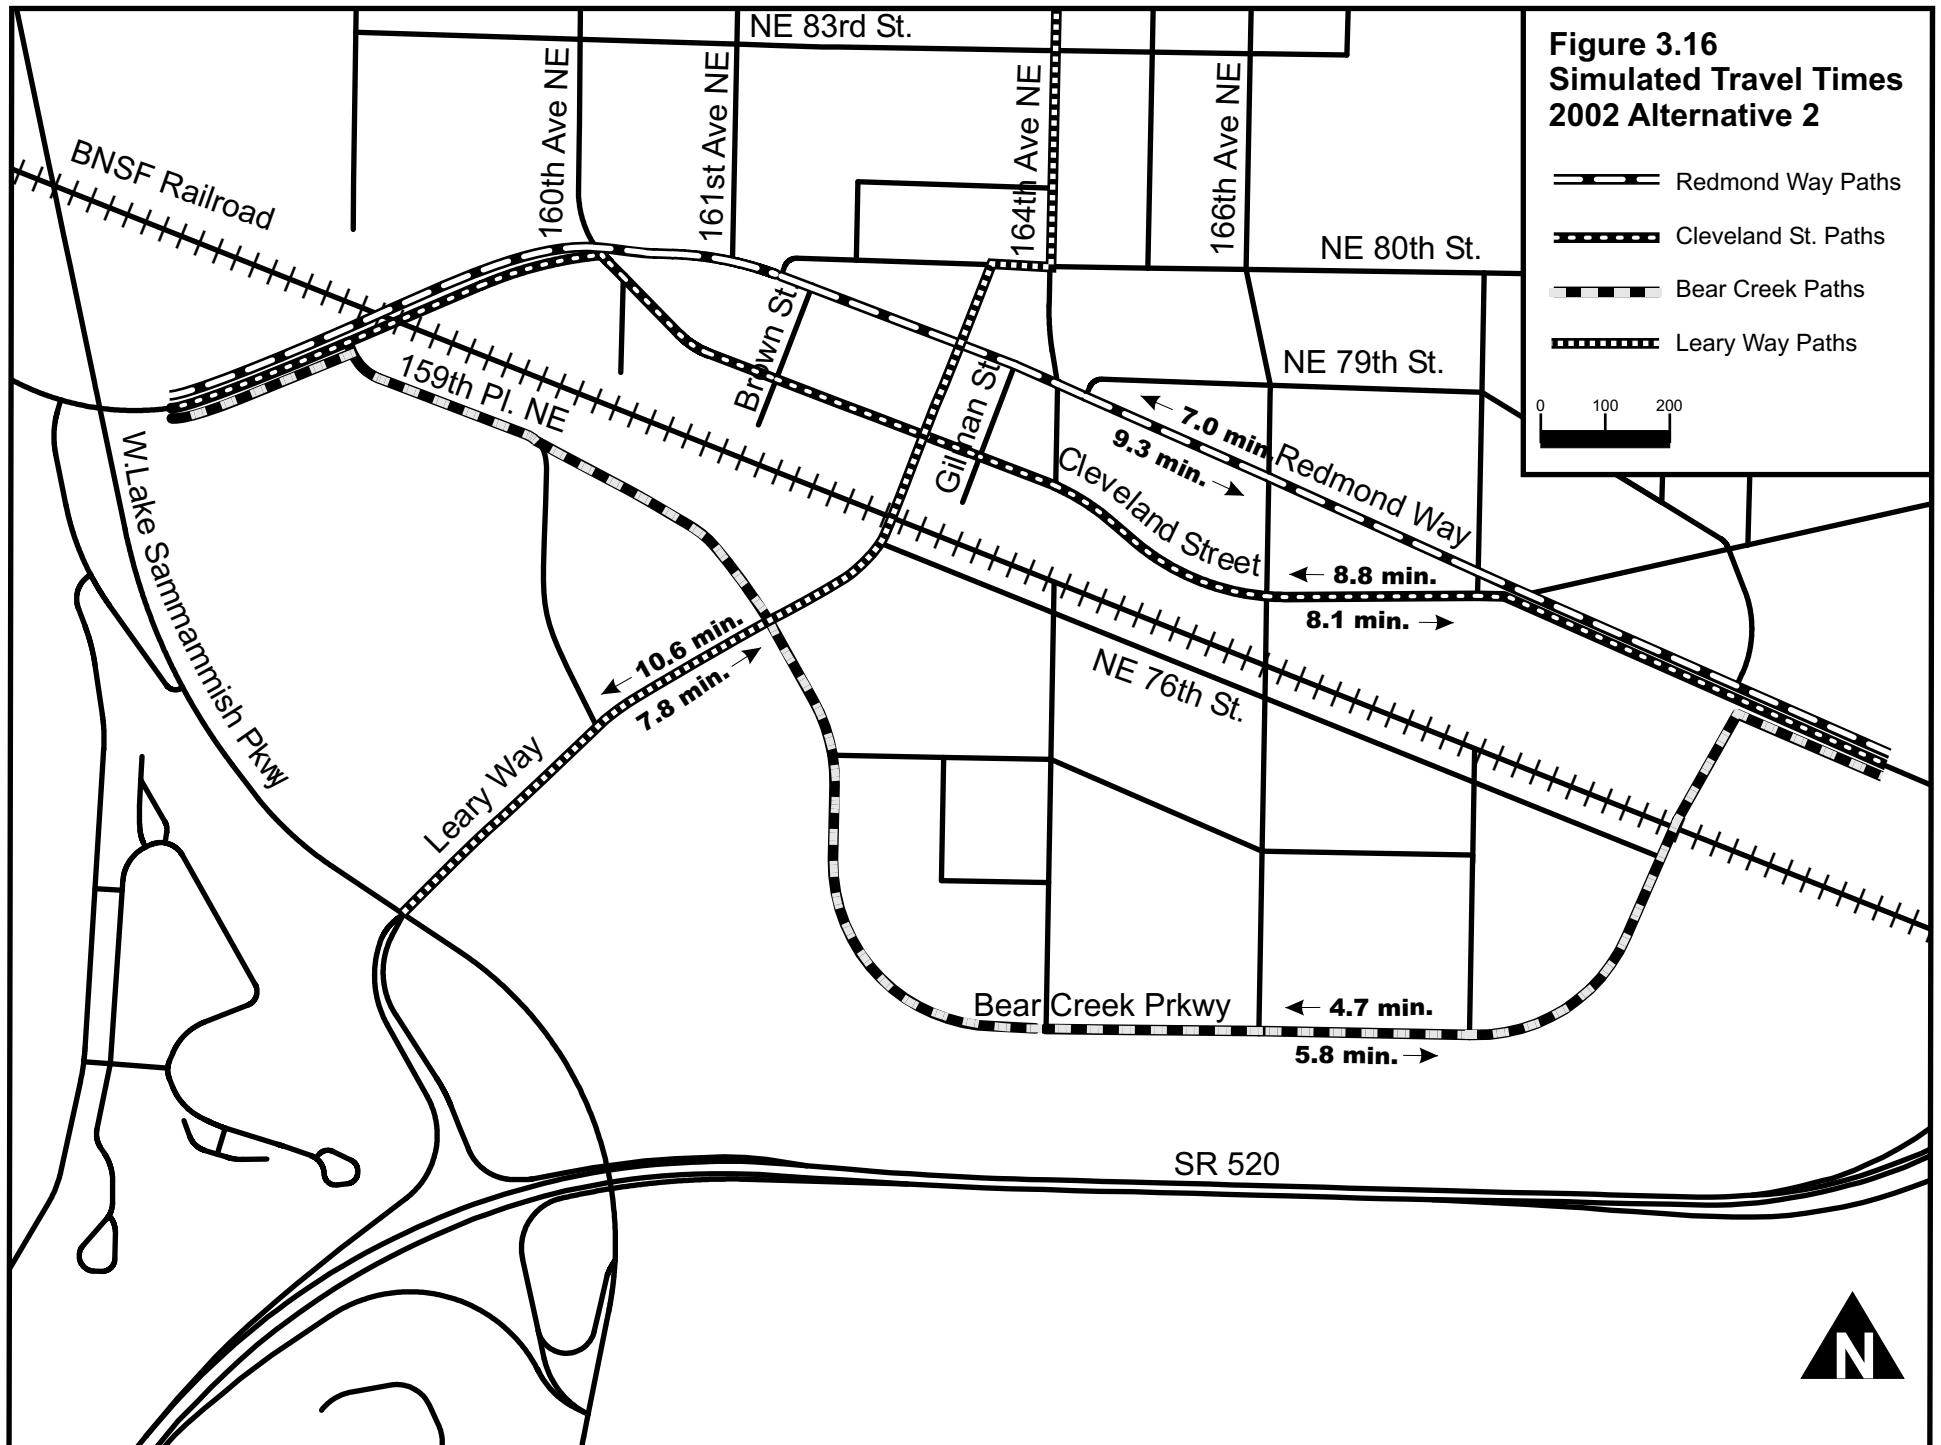 NE 83rd St.
Figure 3.16
Simulated Travel Times
2002 Alternative 2
160th Ave NE
161st Ave NE
164th Ave NE
166th Ave NE
BNSF Railroad
Redmond Way Paths
Cleveland St. Paths
Bear Creek Paths
Leary Way Paths
0 100 200
NE 80th St.
NE 79th St.
Brown St
159th Pl. NE
Gilman St
7.0 min.
9.3 min.
Redmond Way
Cleveland Street
W.Lake Sammammish Pkwy
8.8 min.
8.1 min.
10.6 min.
7.8 min.
NE 76th St.
Leary Way
Bear Creek Prkwy
4.7 min.
5.8 min.
SR 520
N